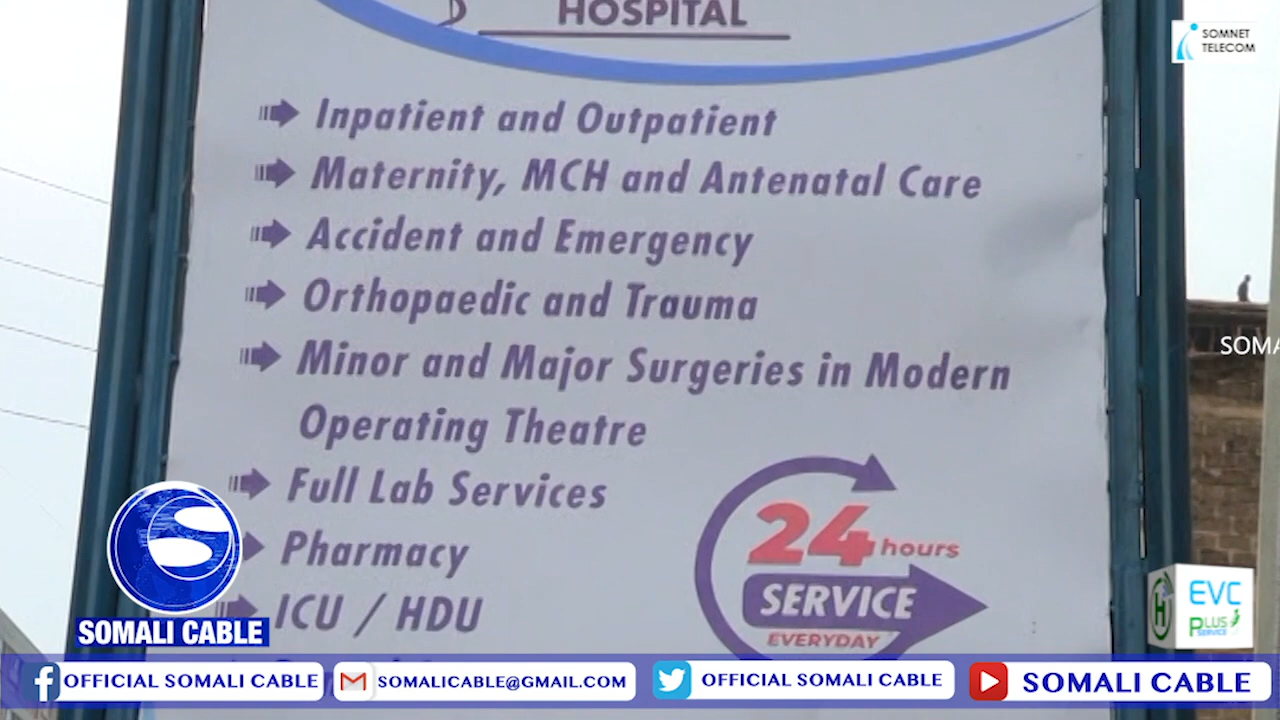 HOSPITAL
SOMNET
TELECOM
Inpatient and Outpatient
Maternity, MCH and Antenatal Care
Accident and Emergency
Orthopaedic and Trauma
Minor and Major Surgeries in Modern
Operating Theatre
Full Lab Services
Pharmacy
ICU / HDU
24 hours
SERVICE
EVERYDAY
SOMA
EVC
PLUS
SERVICE
SOMALI CABLE
OFFICIAL SOMALI CABLE
SOMALICABLE@GMAIL.COM
OFFICIAL SOMALI CABLE
SOMALI CABLE